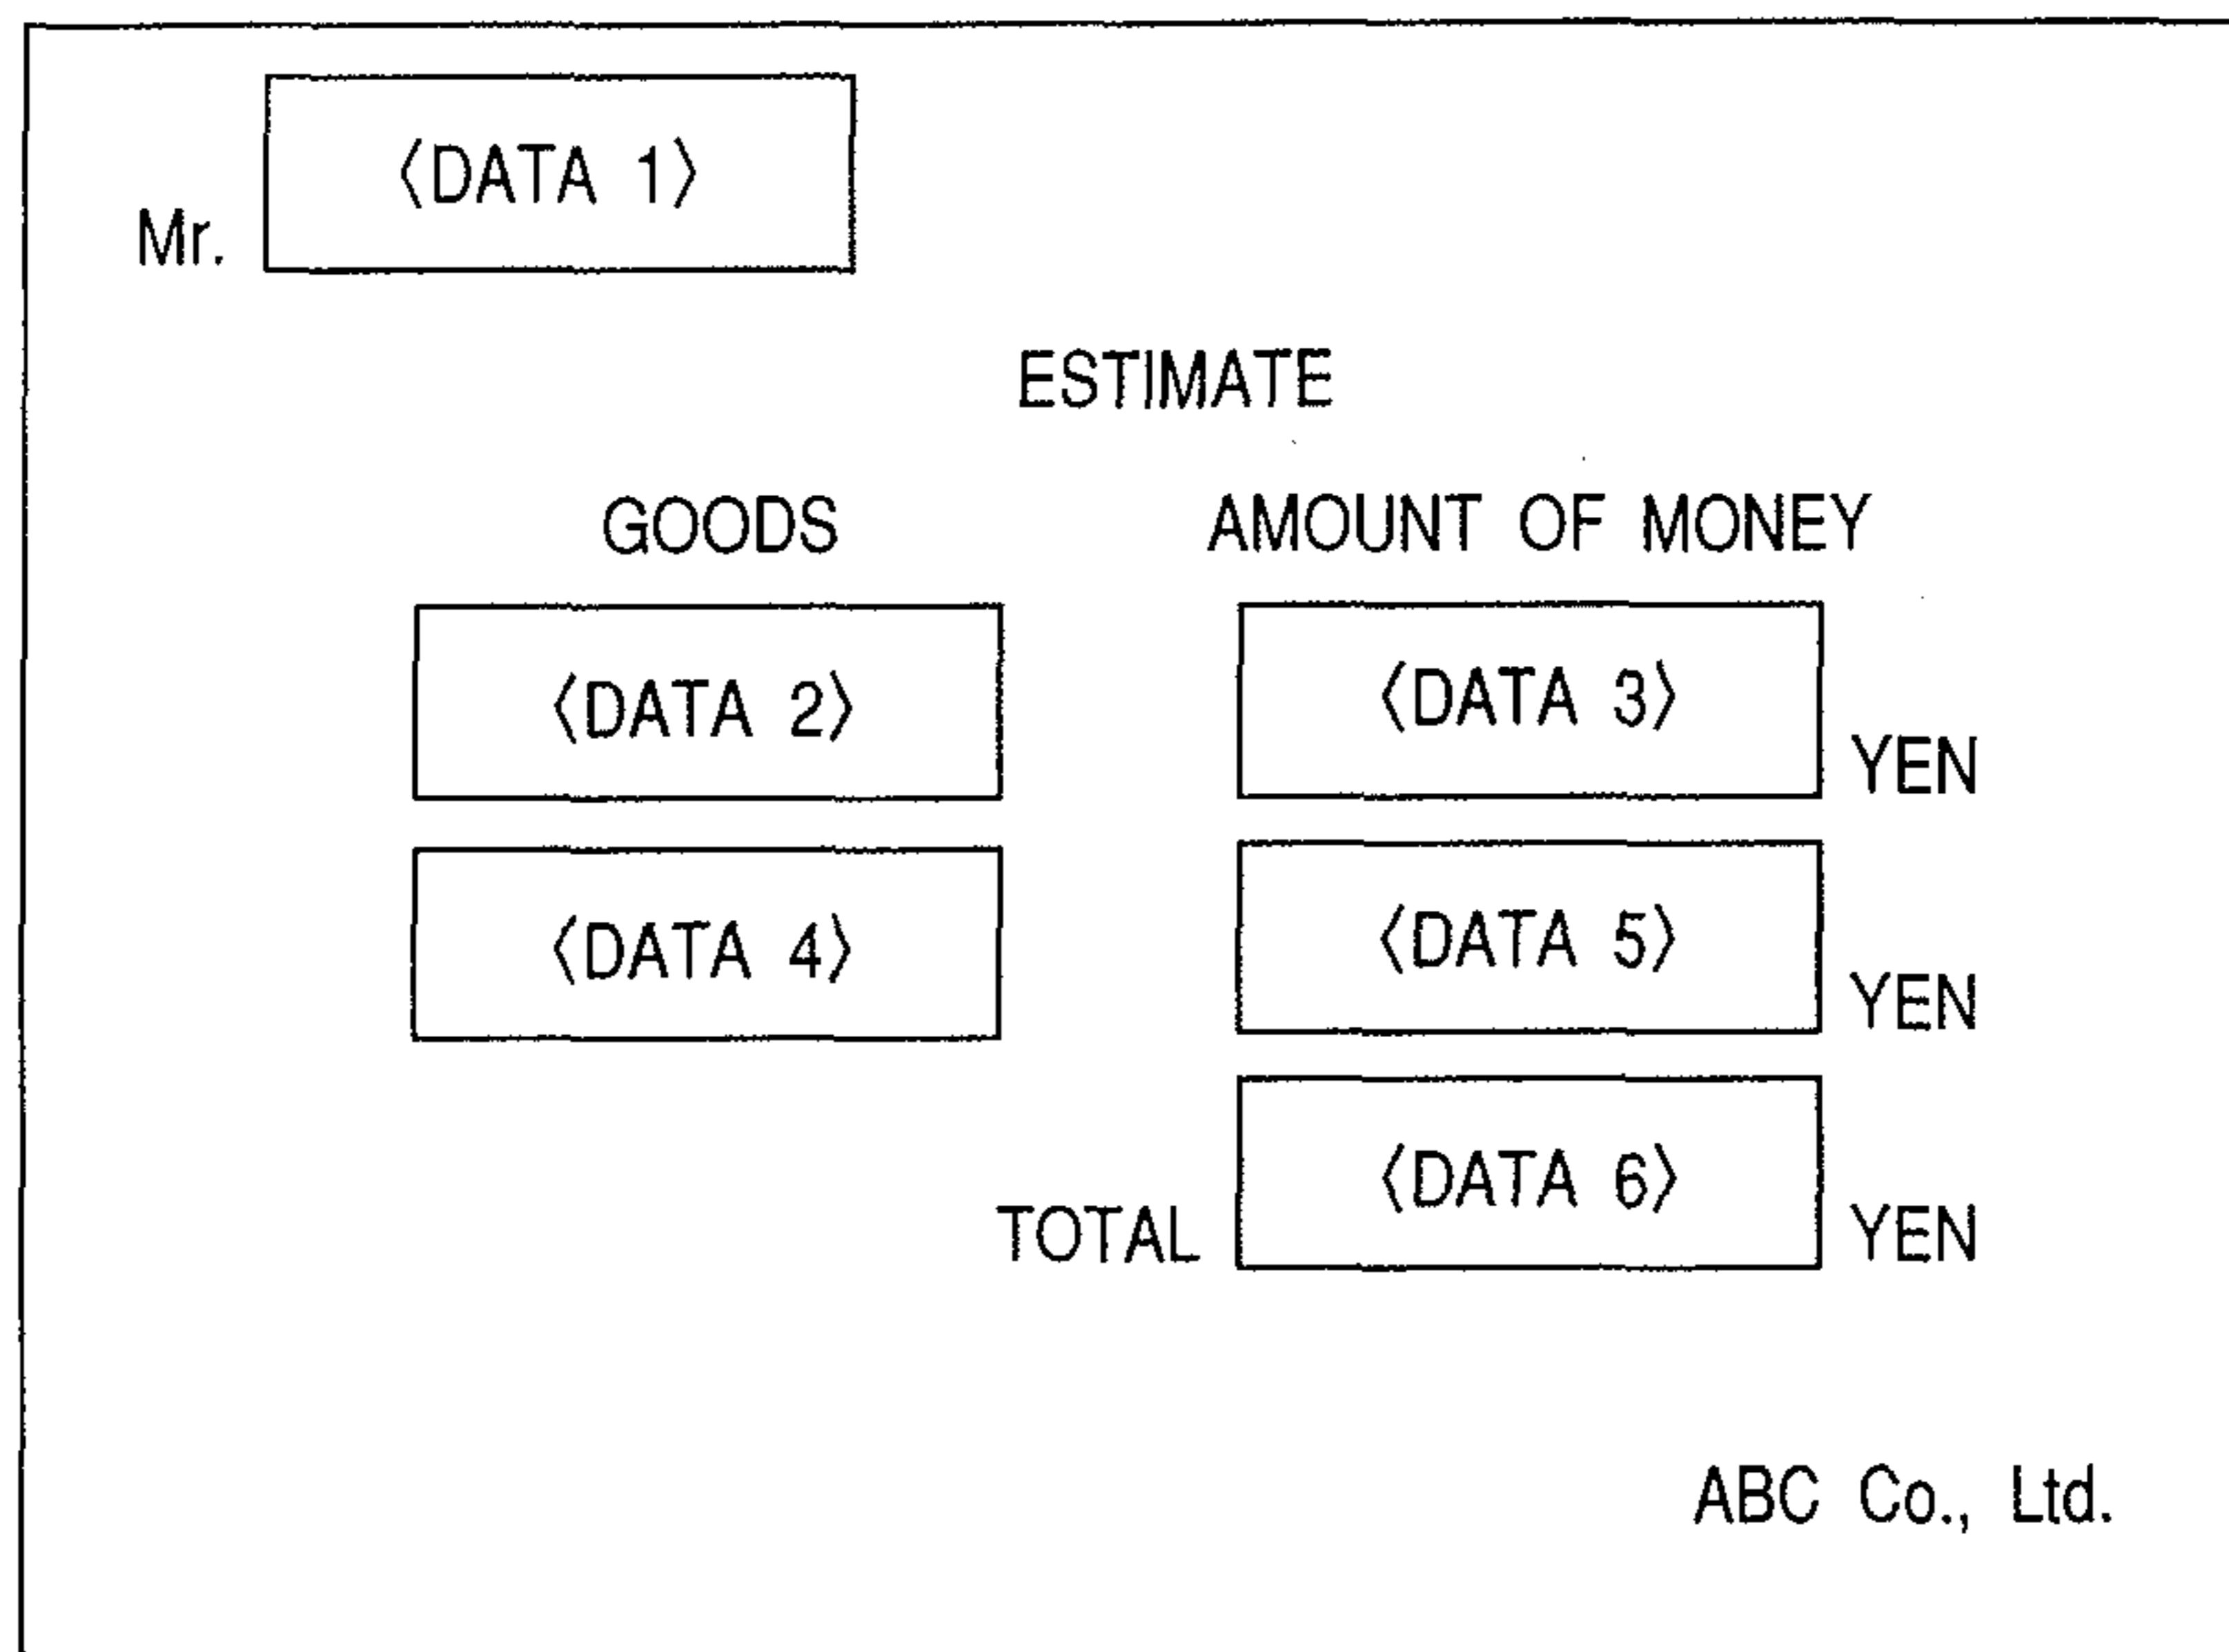 〈DATA 1〉
Mr.
ESTIMATE
GOODS AMOUNT OF MONEY
〈DATA 2〉 〈DATA 3〉 YEN
〈DATA 4〉 〈DATA 5〉 YEN
TOTAL 〈DATA 6〉 YEN
ABC Co., Ltd.